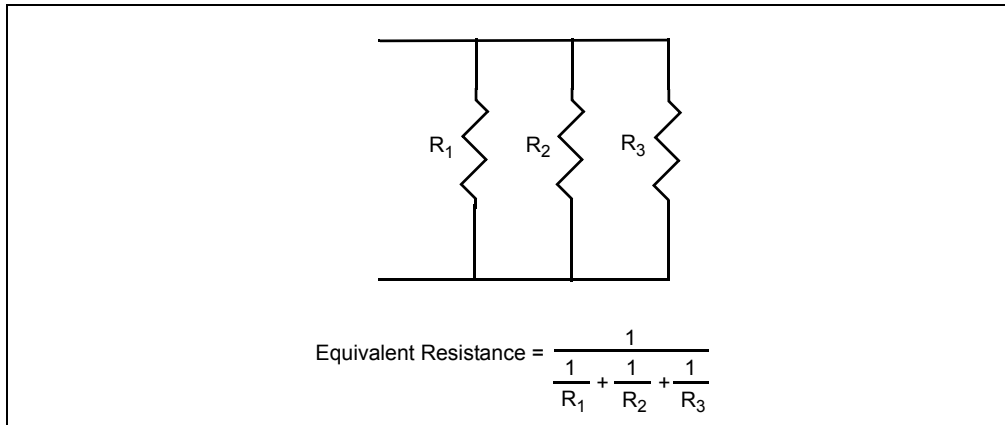 R1 R2 R3
Equivalent Resistance = 1
1 + 1 + 1
R1 R2 R3